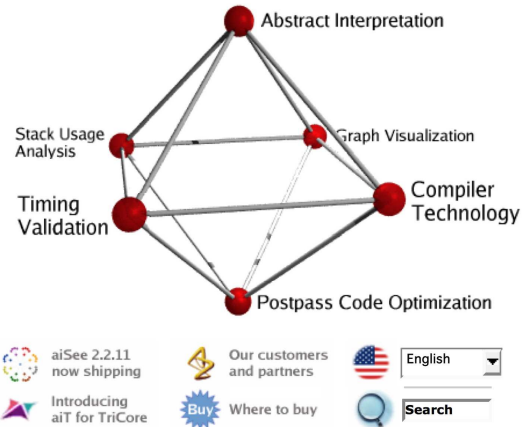 Abstract Interpretation
Stack Usage
Analysis
Graph Visualization
Timing
Validation
Compiler
Technology
Postpass Code Optimization
aiSee 2.2.11
now shipping
Our customers
and partners
English
Introducing
aiT for TriCore
Buy
Where to buy
Search